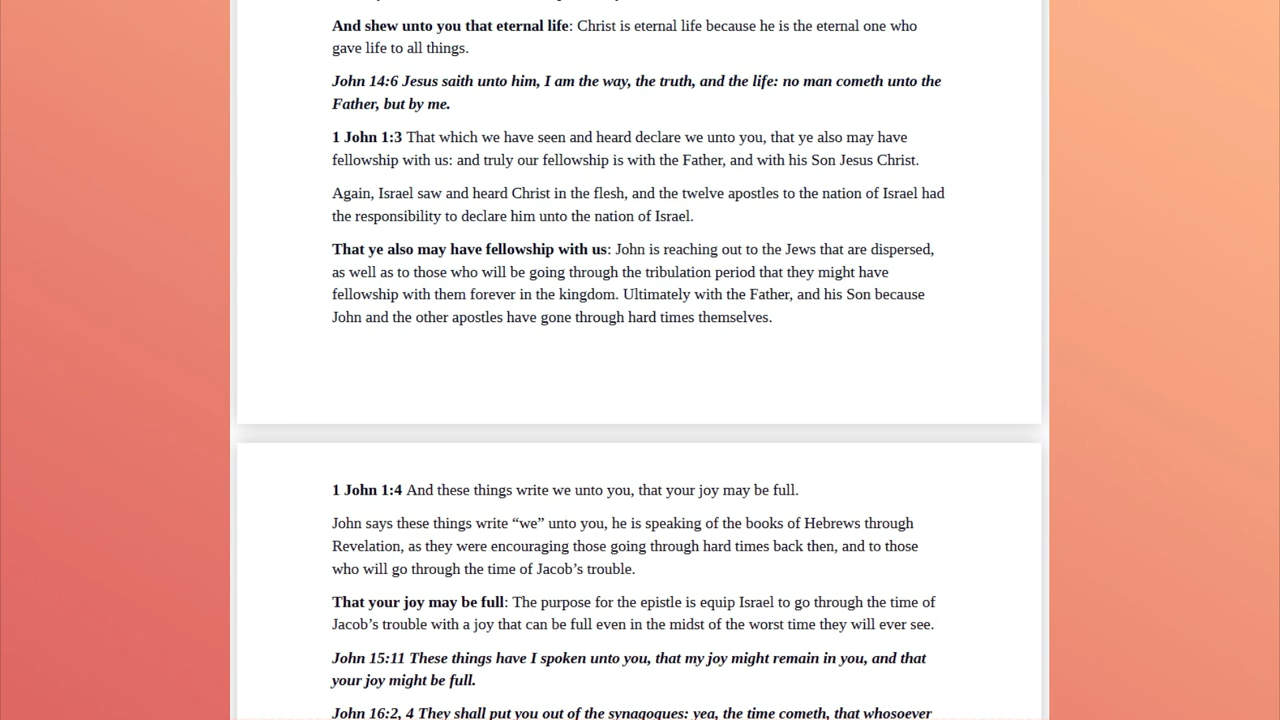 And shew unto you that eternal life: Christ is eternal life because he is the eternal one who
gave life to all things.
John 14:6 Jesus saith unto him, I am the way, the truth, and the life: no man cometh unto the
Father, but by me.
1 John 1:3 That which we have seen and heard declare we unto you, that ye also may have
fellowship with us: and truly our fellowship is with the Father, and with his Son Jesus Christ.
Again, Israel saw and heard Christ in the flesh, and the twelve apostles to the nation of Israel had
the responsibility to declare him unto the nation of Israel.
That ye also may have fellowship with us: John is reaching out to the Jews that are dispersed,
as well as to those who will be going through the tribulation period that they might have
fellowship with them forever in the kingdom. Ultimately with the Father, and his Son because
John and the other apostles have gone through hard times themselves.
1 John 1:4 And these things write we unto you, that your joy may be full.
John says these things write “we” unto you, he is speaking of the books of Hebrews through
Revelation, as they were encouraging those going through hard times back then, and to those
who will go through the time of Jacob’s trouble.
That your joy may be full: The purpose for the epistle is equip Israel to go through the time of
Jacob’s trouble with a joy that can be full even in the midst of the worst time they will ever see.
John 15:11 These things have I spoken unto you, that my joy might remain in you, and that
your joy might be full.
John 16:2, 4 They shall put you out of the synagogues: yea, the time cometh, that whosoever